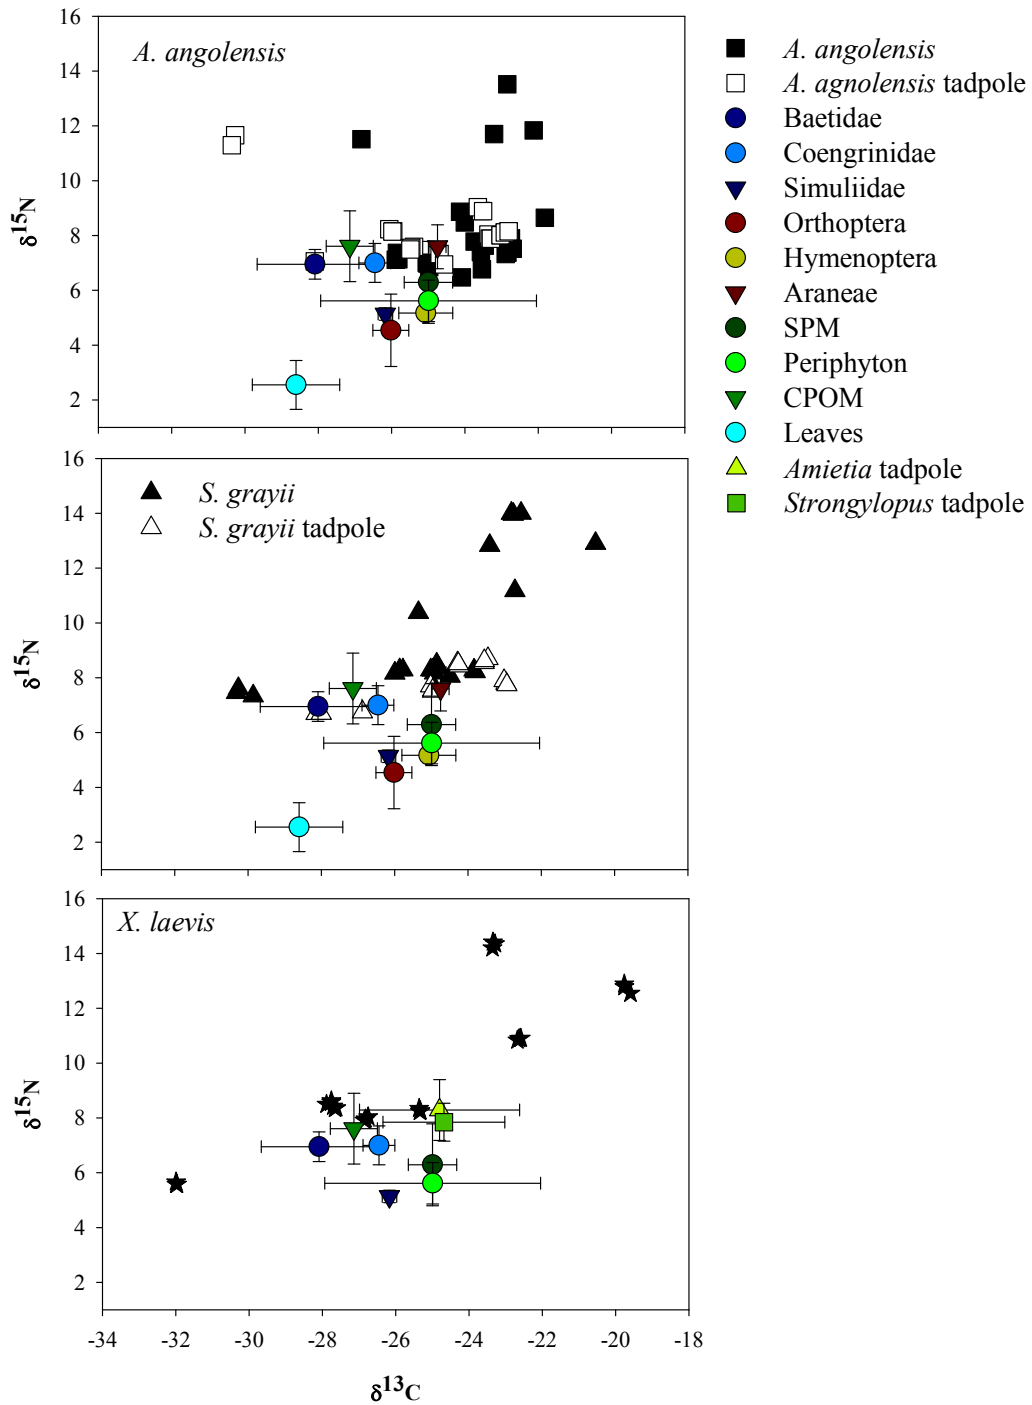 16
A. angolensis
14
12
10
8
6
4
2
δ15N
A. angolensis
A. agnolensis tadpole
Baetidae
Coengrinidae
Simuliidae
Orthoptera
Hymenoptera
Araneae
SPM
Periphyton
CPOM
Leaves
Amietia tadpole
Strongylopus tadpole
16
S. grayii
S. grayii tadpole
14
12
10
8
6
4
2
δ15N
16
X. laevis
14
12
10
8
6
4
2
δ15N
-34 -32 -30 -28 -26 -24 -22 -20 -18
δ13C